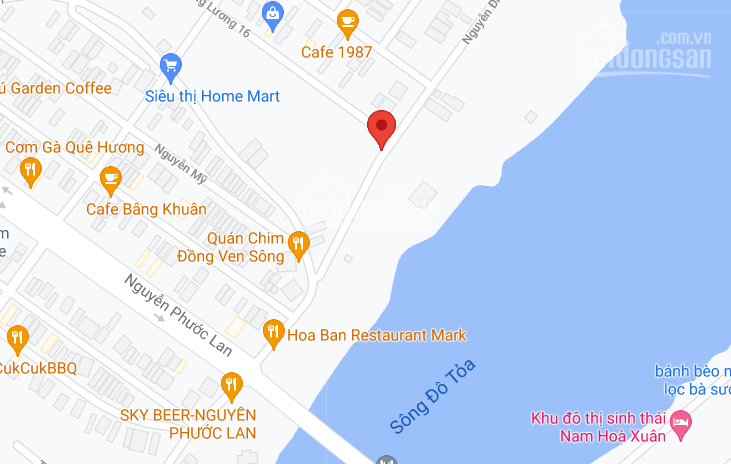 ng Lương 16
Nguyễn Đì
.com.vn
batdongsan
Cafe 1987
Siêu thị Home Mart
ú Garden Coffee
Cơm Gà Quê Hương
Nguyễn Mỹ
Cafe Bâng Khuân
Quán Chim
Đồng Ven Sông
m
e
Nguyễn Phước Lan
Hoa Ban Restaurant Mark
CukCukBBQ
SKY BEER-NGUYỄN
PHƯỚC LAN
Sông Đô Tỏa
bánh bèo n
lọc bà sươ
Khu đô thị sinh thái
Nam Hoà Xuân